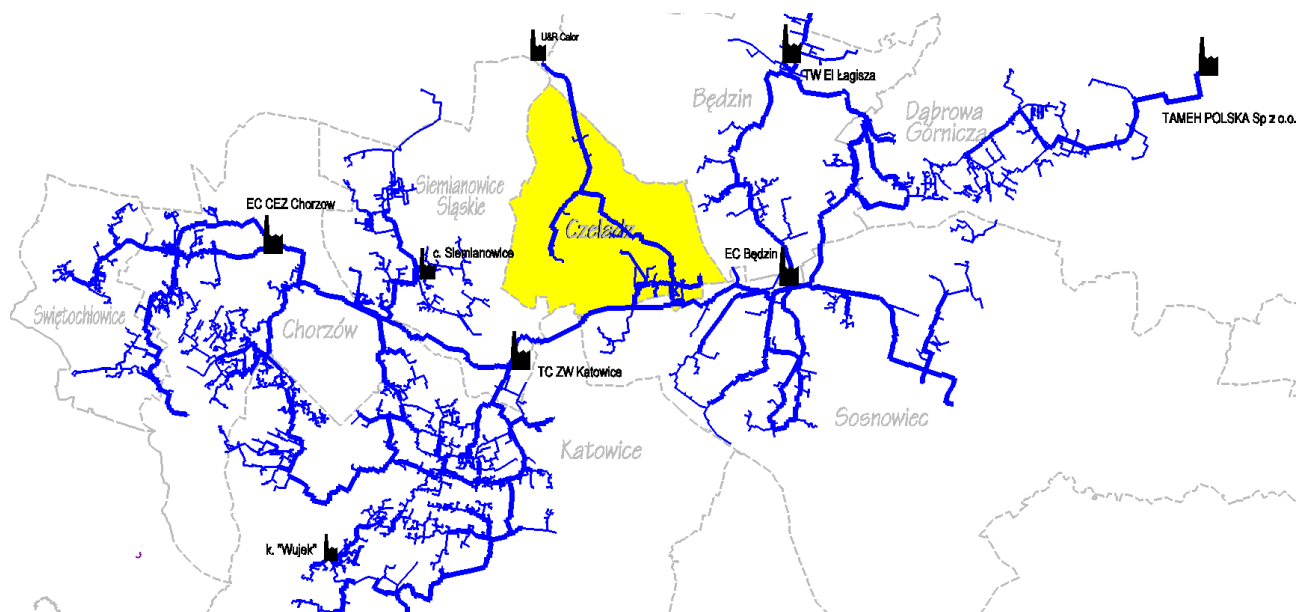 U&R Calor
TW El Łagisza
Będzin
Dąbrowa
Górnicza
TAMEH POLSKA Sp z o.o.
Siemianowice
Śląskie
EC CEZ Chorzow
Czeladź
c. Siemianowice
EC Będzin
Świętochłowice
Chorzów
TC ZW Katowice
Sosnowiec
Katowice
k. "Wujek"